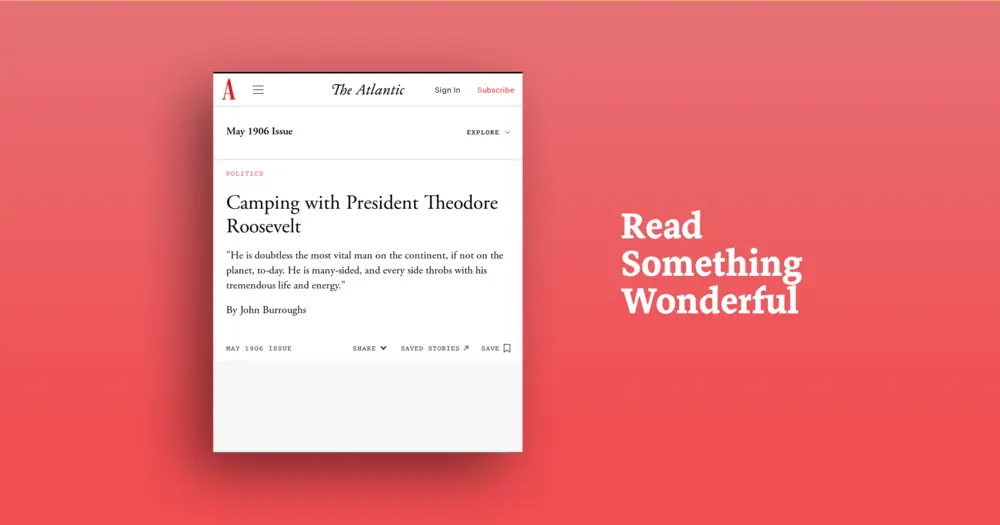 A
The Atlantic
Sign In
Subscribe
May 1906 Issue
EXPLORE
POLITICS
Camping with President Theodore
Roosevelt
"He is doubtless the most vital man on the continent, if not on the
planet, to-day. He is many-sided, and every side throbs with his
tremendous life and energy."
By John Burroughs
MAY 1906 ISSUE
SHARE
SAVED STORIES
SAVE
Read
Something
Wonderful